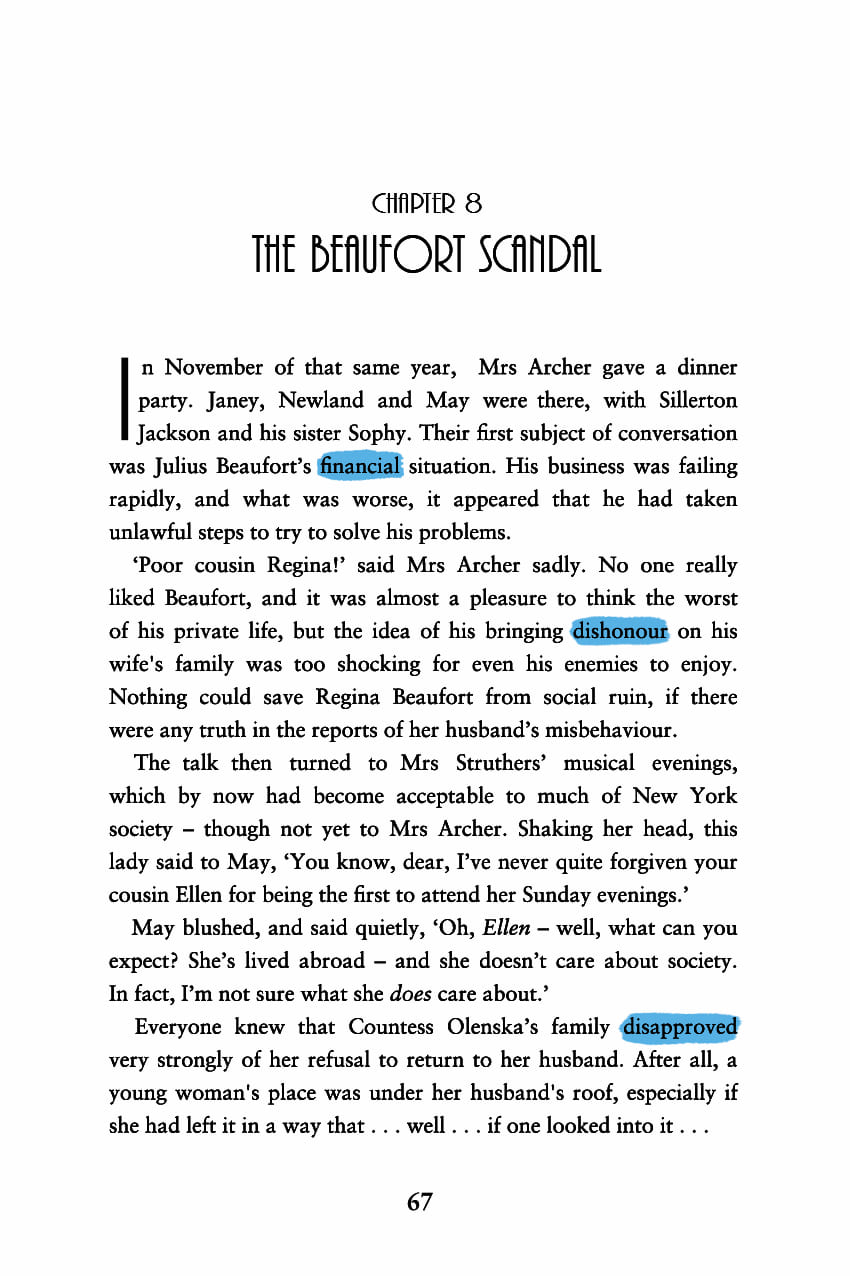 CHAPTER 8
THE BEAUFORT SCANDAL
In November of that same year, Mrs Archer gave a dinner
party. Janey, Newland and May were there, with Sillerton
Jackson and his sister Sophy. Their first subject of conversation
was Julius Beaufort’s financial situation. His business was failing
rapidly, and what was worse, it appeared that he had taken
unlawful steps to try to solve his problems.
‘Poor cousin Regina!’ said Mrs Archer sadly. No one really
liked Beaufort, and it was almost a pleasure to think the worst
of his private life, but the idea of his bringing dishonour on his
wife's family was too shocking for even his enemies to enjoy.
Nothing could save Regina Beaufort from social ruin, if there
were any truth in the reports of her husband’s misbehaviour.
The talk then turned to Mrs Struthers’ musical evenings,
which by now had become acceptable to much of New York
society – though not yet to Mrs Archer. Shaking her head, this
lady said to May, ‘You know, dear, I’ve never quite forgiven your
cousin Ellen for being the first to attend her Sunday evenings.’
May blushed, and said quietly, ‘Oh, Ellen – well, what can you
expect? She’s lived abroad – and she doesn’t care about society.
In fact, I’m not sure what she does care about.’
Everyone knew that Countess Olenska’s family disapproved
very strongly of her refusal to return to her husband. After all, a
young woman's place was under her husband's roof, especially if
she had left it in a way that . . . well . . . if one looked into it . . .
67